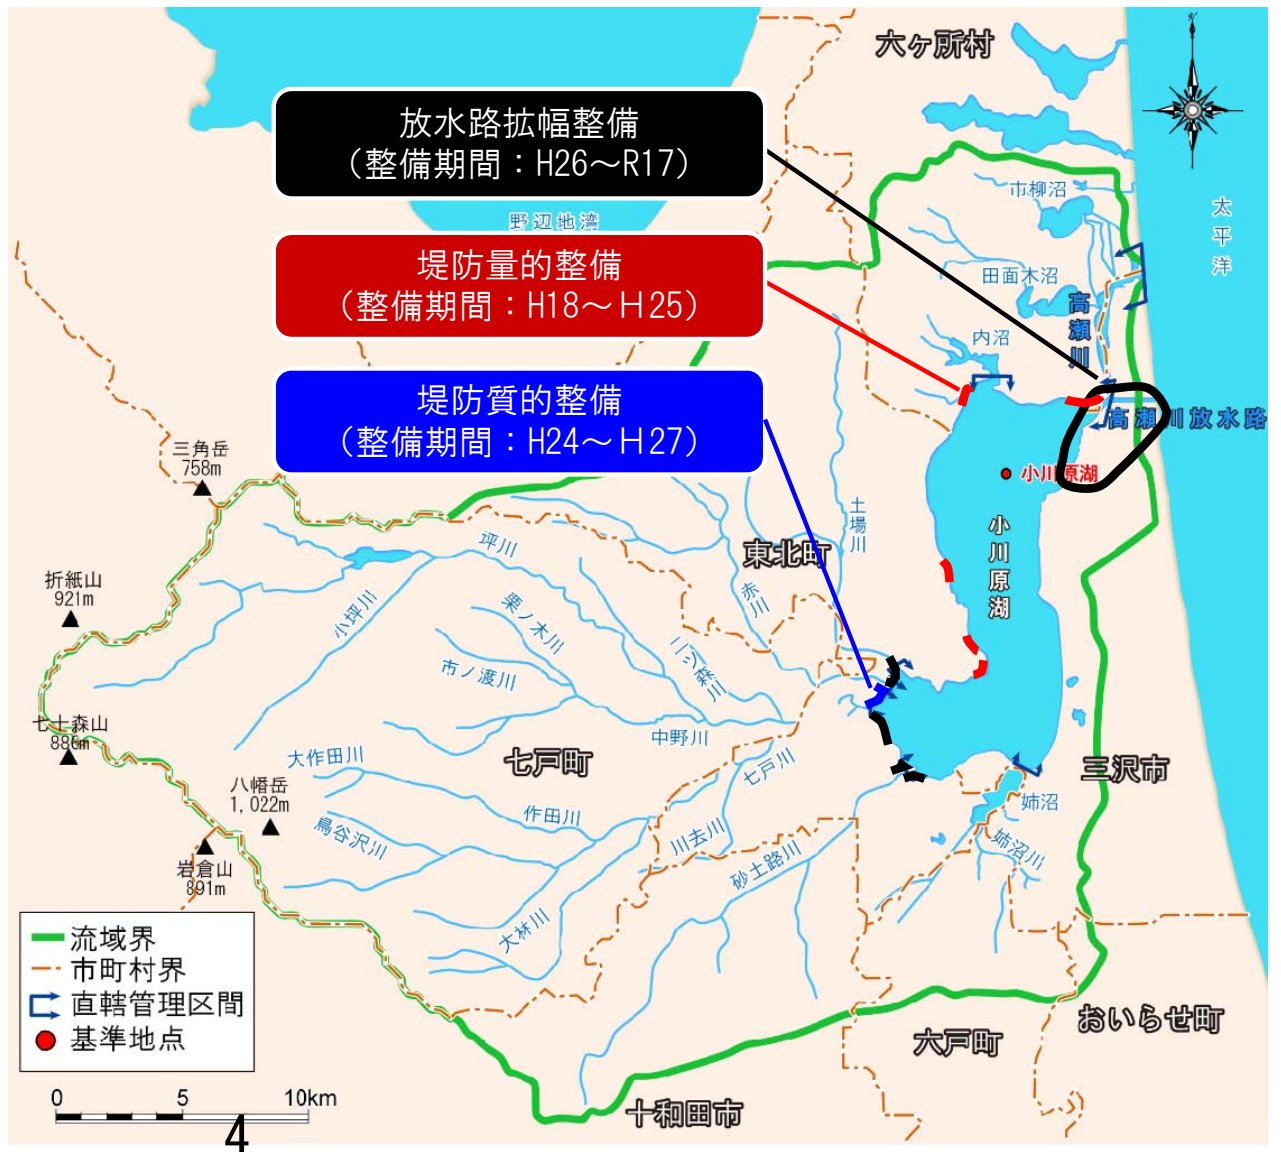 六ヶ所村
放水路拡幅整備
（整備期間：H26～R17）
市柳沼
太平洋
野辺地湾
堤防量的整備
（整備期間：H18～Ｈ25）
田面木沼
高瀬川
内沼
堤防質的整備
（整備期間：H24～Ｈ27）
高瀬川放水路
三角岳
758m
小川原湖
土場川
小川原湖
坪川
東北町
折紙山
921m
小坪川
栗ノ木川
赤川
二ツ森川
市ノ渡川
七十森山
886m
中野川
大作田川
七戸町
七戸川
三沢市
八幡岳
1,022m
姉沼
作田川
鳥谷沢川
川去川
姉沼川
砂土路川
岩倉山
891m
大林川
流域界
市町村界
直轄管理区間
基準地点
おいらせ町
六戸町
0 5 10km
十和田市
4